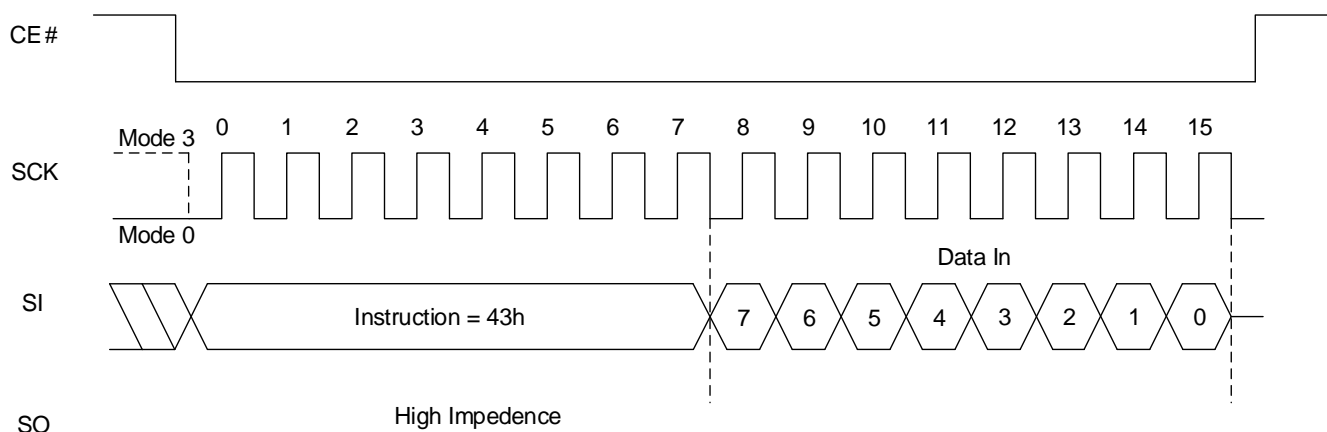 CE#
0 1 2 3 4 5 6 7 8 9 10 11 12 13 14 15
Mode 3
SCK
Mode 0
Data In
SI
Instruction = 43h 7 6 5 4 3 2 1 0
High Impedence
SO